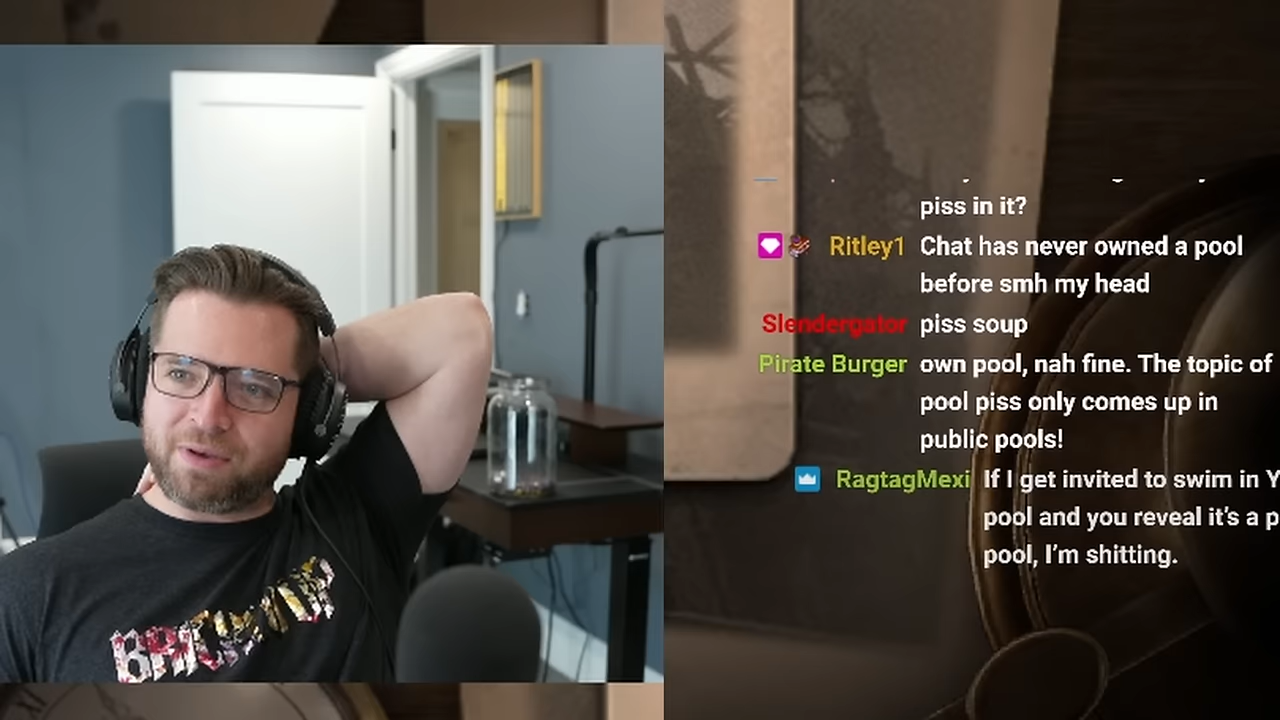 piss in it?
Ritley1 Chat has never owned a pool
before smh my head
Slendergator piss soup
Pirate Burger own pool, nah fine. The topic of
pool piss only comes up in
public pools!
RagtagMexi If I get invited to swim in Y
pool and you reveal it's a p
pool, I'm shitting.